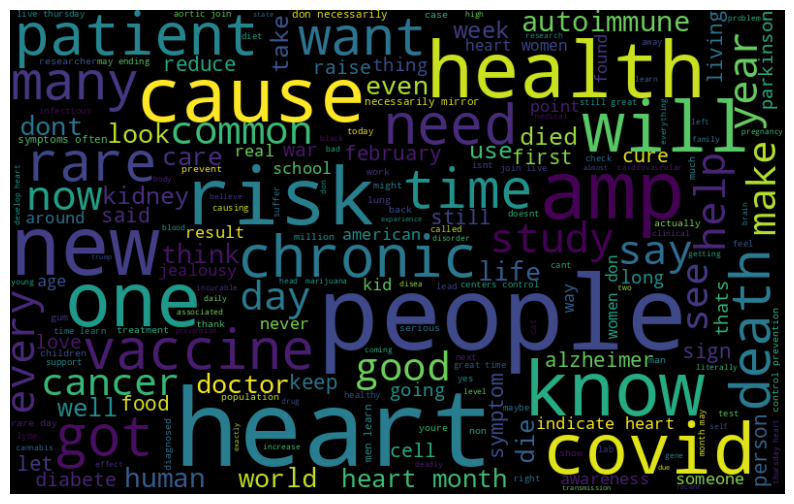 live thursday
aortic join
don necessarily
case
high
state
diet
problem
autoimmune
patient
want
health
researcher
may ending
reduce
take
week
heart women
research
away
found
living
parkinson
year
many
cause
even
raise
thing
learn
necessarily mirror
need
will
infectious
dont
look
common
point
still great
medical
everything
left
pregnancy
symptoms often
today
black
bad
died
use
first
cure
family
rare
care
real
war
february
prevent
school
work
isnt
join live
check
cardiovascular
much
almost
make
help
now
kidney
body
risk
believe
don
suffer
might
lung
time
back
experience
still
doesnt
amp
develop heart
around
said
causing
result
million
american
called
disorder
actually
clinical
brain
new
think
blood
study
say
see
feel
death
chronic
life
age
jealousy
kid
cant
women
don
long
way
getting
thats
young
trump
incurable
head
marijuana
disea
lead
centers control
two
one
day
daily
gum
associated
never
people
serious
cat
man
sign
literally
control prevention
every
time learn
treatment
thank
love
children
support
vaccine
prevention
coming
next
great time
good
alzheimer
yes
cancer
doctor
keep
population
drug
going
healthy
level
know
maybe
symptom
die
well
food
heart
youre
exactly
non
men learn
indicate heart
test
self
month may
person
rare day
lyme
got
cannabis
let
diabete
effect
human
diagnosed
increase
world
cell
deadly
heart month
right
covid
show
lab
gene
due
awareness
someone
transmission
recent
thursday heart